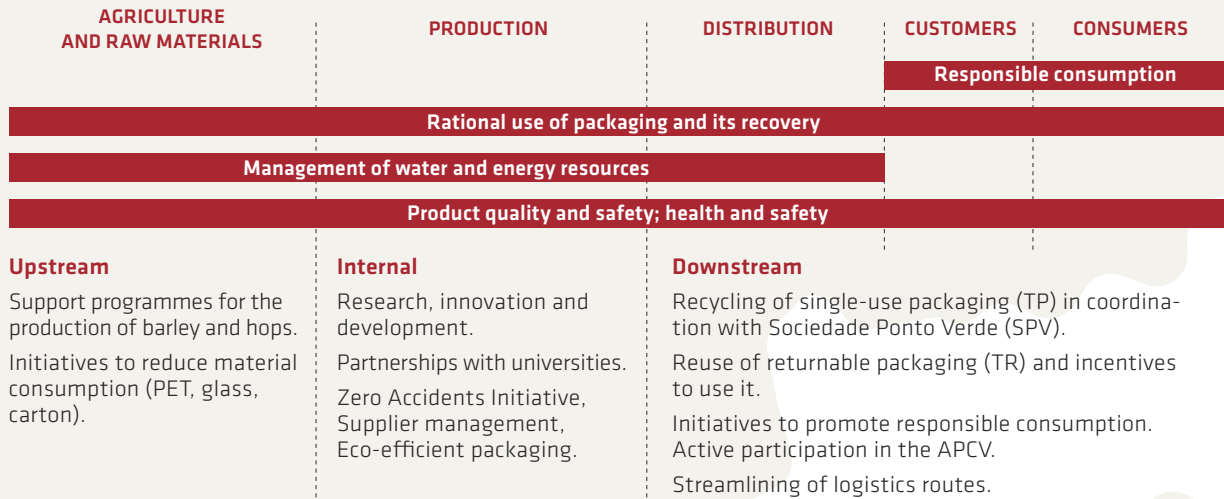 AGRICULTURE
AND RAW MATERIALS
PRODUCTION
DISTRIBUTION
CUSTOMERS
CONSUMERS
Responsible consumption
Rational use of packaging and its recovery
Management of water and energy resources
Product quality and safety; health and safety
Upstream
Support programmes for the
production of barley and hops.
Initiatives to reduce material
consumption (PET, glass,
carton).
Internal
Research, innovation and
development.
Partnerships with universities.
Zero Accidents Initiative,
Supplier management,
Eco-efficient packaging.
Downstream
Recycling of single-use packaging (TP) in coordina-
tion with Sociedade Ponto Verde (SPV).
Reuse of returnable packaging (TR) and incentives
to use it.
Initiatives to promote responsible consumption.
Active participation in the APCV.
Streamlining of logistics routes.